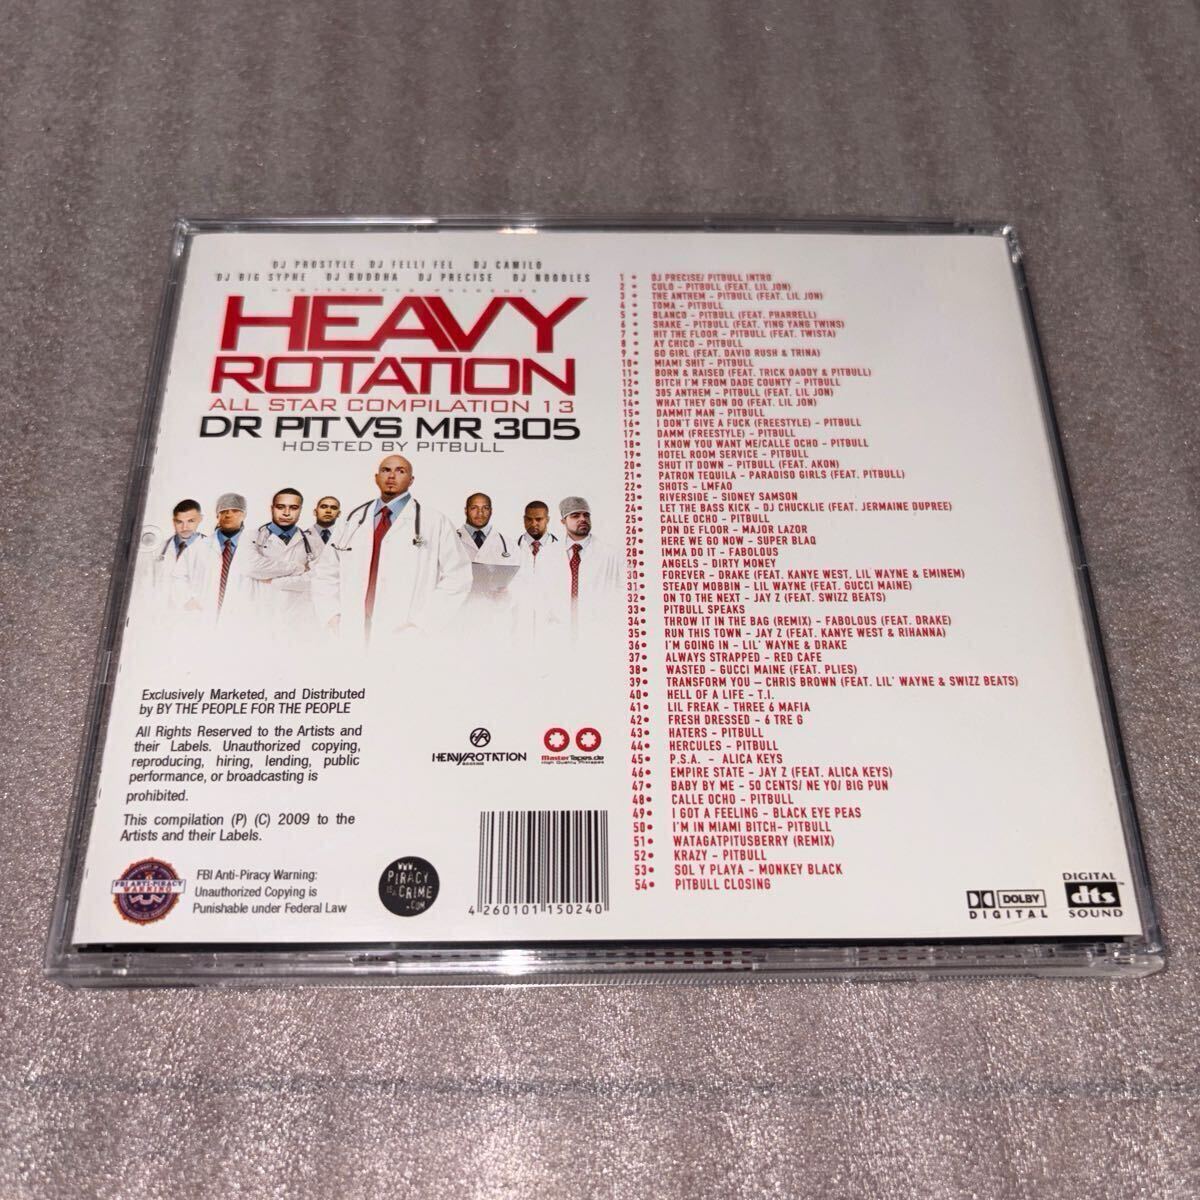 DJ PROSTYLE DJ FELLI FEL DJ CAMILO
DJ BIG SYPHE DJ BUDDHA DJ PRECISE DJ NOODLES
MASTERTAPES PRESENTS
HEAVY
ROTATION
ALL STAR COMPILATION 13
DR PIT VS MR 305
HOSTED BY PITBULL
Exclusively Marketed, and Distributed
by BY THE PEOPLE FOR THE PEOPLE
All Rights Reserved to the Artists and
their Labels. Unauthorized copying,
reproducing, hiring, lending, public
performance, or broadcasting is
prohibited.
This compilation (P) (C) 2009 to the
Artists and their Labels.
FBI ANTI-PIRACY
WARNING
FBI Anti-Piracy Warning:
Unauthorized Copying is
Punishable under Federal Law
WWW.
PIRACY
IS A
CRIME
.COM
HEAVYROTATION
MasterTapes.de
High Quality Mixtapes
4 260101 150240
1 • DJ PRECISE/ PITBULL INTRO
2 • CULO - PITBULL (FEAT. LIL JON)
3 • THE ANTHEM - PITBULL (FEAT. LIL JON)
4 • TOMA - PITBULL
5 • BLANCO - PITBULL (FEAT. PHARRELL)
6 • SHAKE - PITBULL (FEAT. YING YANG TWINS)
7 • HIT THE FLOOR - PITBULL (FEAT. TWISTA)
8 • AY CHICO - PITBULL
9 • GO GIRL (FEAT. DAVID RUSH & TRINA)
10 • MIAMI SHIT - PITBULL
11 • BORN & RAISED (FEAT. TRICK DADDY & PITBULL)
12 • BITCH I'M FROM DADE COUNTY - PITBULL
13 • 305 ANTHEM - PITBULL (FEAT. LIL JON)
14 • WHAT THEY GON DO (FEAT. LIL JON)
15 • DAMMIT MAN - PITBULL
16 • I DON'T GIVE A FUCK (FREESTYLE) - PITBULL
17 • DAMM (FREESTYLE) - PITBULL
18 • I KNOW YOU WANT ME/CALLE OCHO - PITBULL
19 • HOTEL ROOM SERVICE - PITBULL
20 • SHUT IT DOWN - PITBULL (FEAT. AKON)
21 • PATRON TEQUILA - PARADISO GIRLS (FEAT. PITBULL)
22 • SHOTS - LMFAO
23 • RIVERSIDE - SIDNEY SAMSON
24 • LET THE BASS KICK - DJ CHUCKLIE (FEAT. JERMAINE DUPREE)
25 • CALLE OCHO - PITBULL
26 • PON DE FLOOR - MAJOR LAZOR
27 • HERE WE GO NOW - SUPER BLAQ
28 • IMMA DO IT - FABOLOUS
29 • ANGELS - DIRTY MONEY
30 • FOREVER - DRAKE (FEAT. KANYE WEST, LIL WAYNE & EMINEM)
31 • STEADY MOBBIN - LIL WAYNE (FEAT. GUCCI MAINE)
32 • ON TO THE NEXT - JAY Z (FEAT. SWIZZ BEATS)
33 PITBULL SPEAKS
34 • THROW IT IN THE BAG (REMIX) - FABOLOUS (FEAT. DRAKE)
35 • RUN THIS TOWN - JAY Z (FEAT. KANYE WEST & RIHANNA)
36 • I'M GOING IN - LIL' WAYNE & DRAKE
37 • ALWAYS STRAPPED - RED CAFE
38 • WASTED - GUCCI MAINE (FEAT. PLIES)
39 • TRANSFORM YOU — CHRIS BROWN (FEAT. LIL' WAYNE & SWIZZ BEATS)
40 • HELL OF A LIFE - T.I.
41 • LIL FREAK - THREE 6 MAFIA
42 • FRESH DRESSED - 6 TRE G
43 • HATERS - PITBULL
44 • HERCULES - PITBULL
45 • P.S.A. - ALICA KEYS
46 • EMPIRE STATE - JAY Z (FEAT. ALICA KEYS)
47 • BABY BY ME - 50 CENTS/ NE YO/ BIG PUN
48 • CALLE OCHO - PITBULL
49 • I GOT A FEELING - BLACK EYE PEAS
50 • I'M IN MIAMI BITCH- PITBULL
51 • WATAGATPITUSBERRY (REMIX)
52 • KRAZY - PITBULL
53 • SOL Y PLAYA - MONKEY BLACK
54 • PITBULL CLOSING
DOLBY
DIGITAL
DIGITAL
dts
SOUND